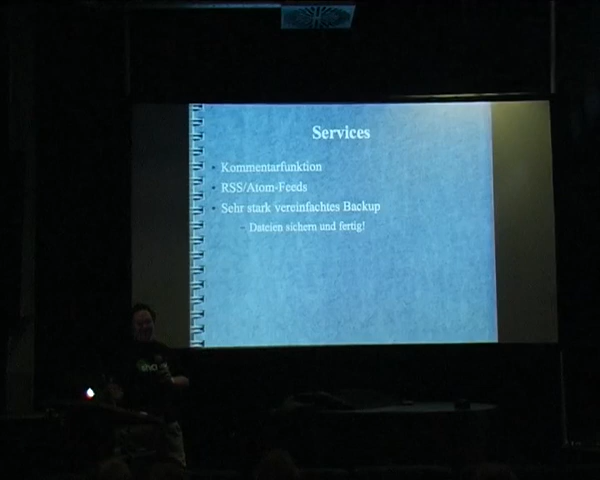 Services
Kommentarfunktion
RSS/Atom-Feeds
Sehr stark vereinfachtes Backup
Dateien sichern und fertig!